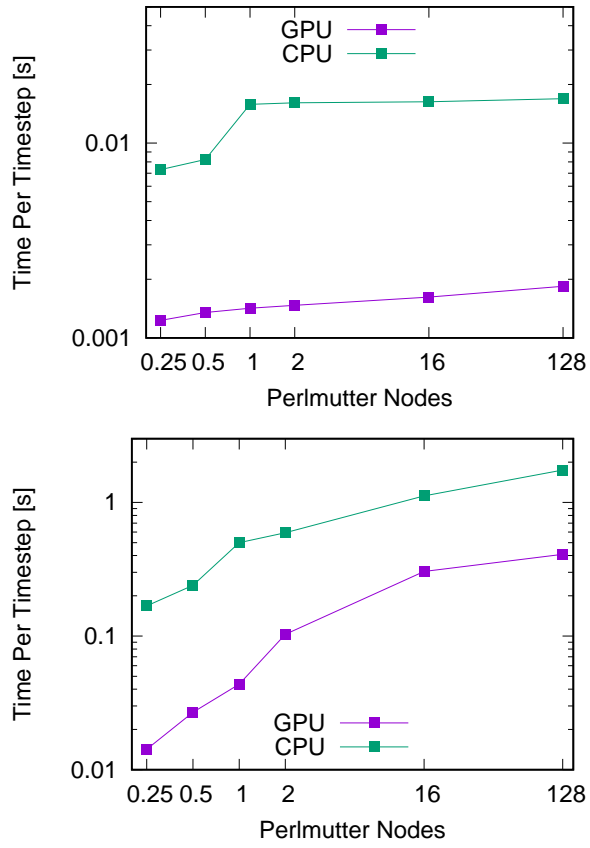 GPU
CPU
Time Per Timestep [s]
0.01
0.001
0.25 0.5 1 2 16 128
Perlmutter Nodes
Time Per Timestep [s]
1
0.1
0.01
GPU
CPU
0.25 0.5 1 2 16 128
Perlmutter Nodes